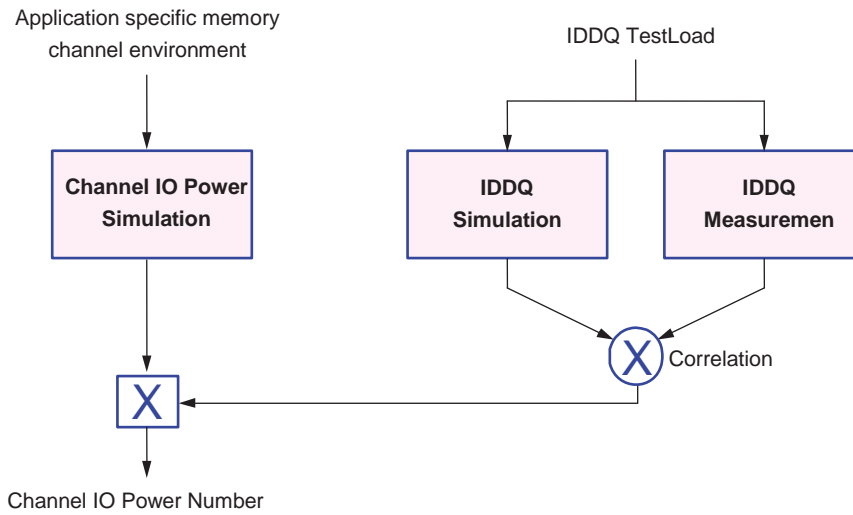 Application specific memory
channel environment
IDDQ TestLoad
Channel IO Power
Simulation
IDDQ
Simulation
IDDQ
Measuremen
X
Correlation
X
Channel IO Power Number